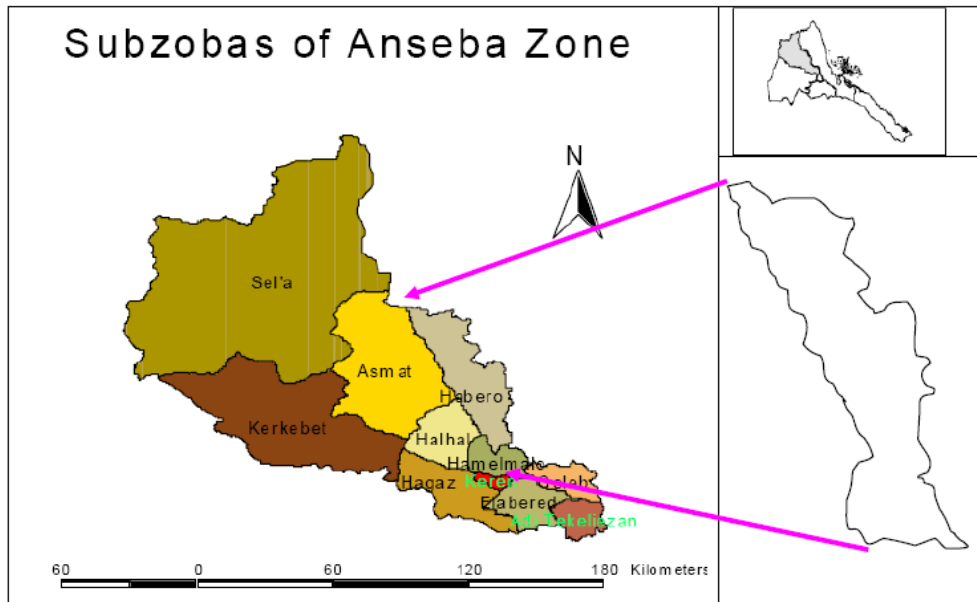 Subzobas of Anseba Zone
N
Sel'a
Asmat
Habero
Kerkebet
Halhal
Hamelmalo
Hagaz
Keren
Geleb
Elabered
Adi Tekeliezan
60 0 60 120 180 Kilometers